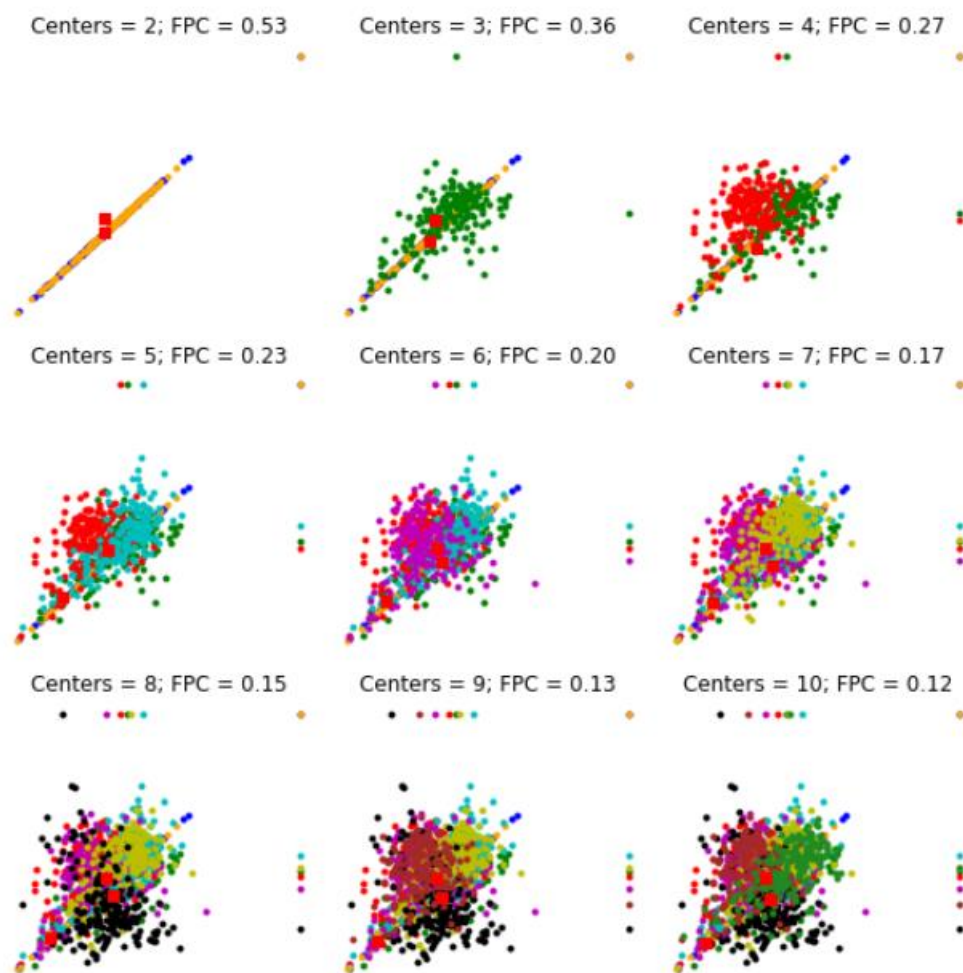 Centers = 2; FPC = 0.53
Centers = 3; FPC = 0.36
Centers = 4; FPC = 0.27
Centers = 5; FPC = 0.23
Centers = 6; FPC = 0.20
Centers = 7; FPC = 0.17
Centers = 8; FPC = 0.15
Centers = 9; FPC = 0.13
Centers = 10; FPC = 0.12